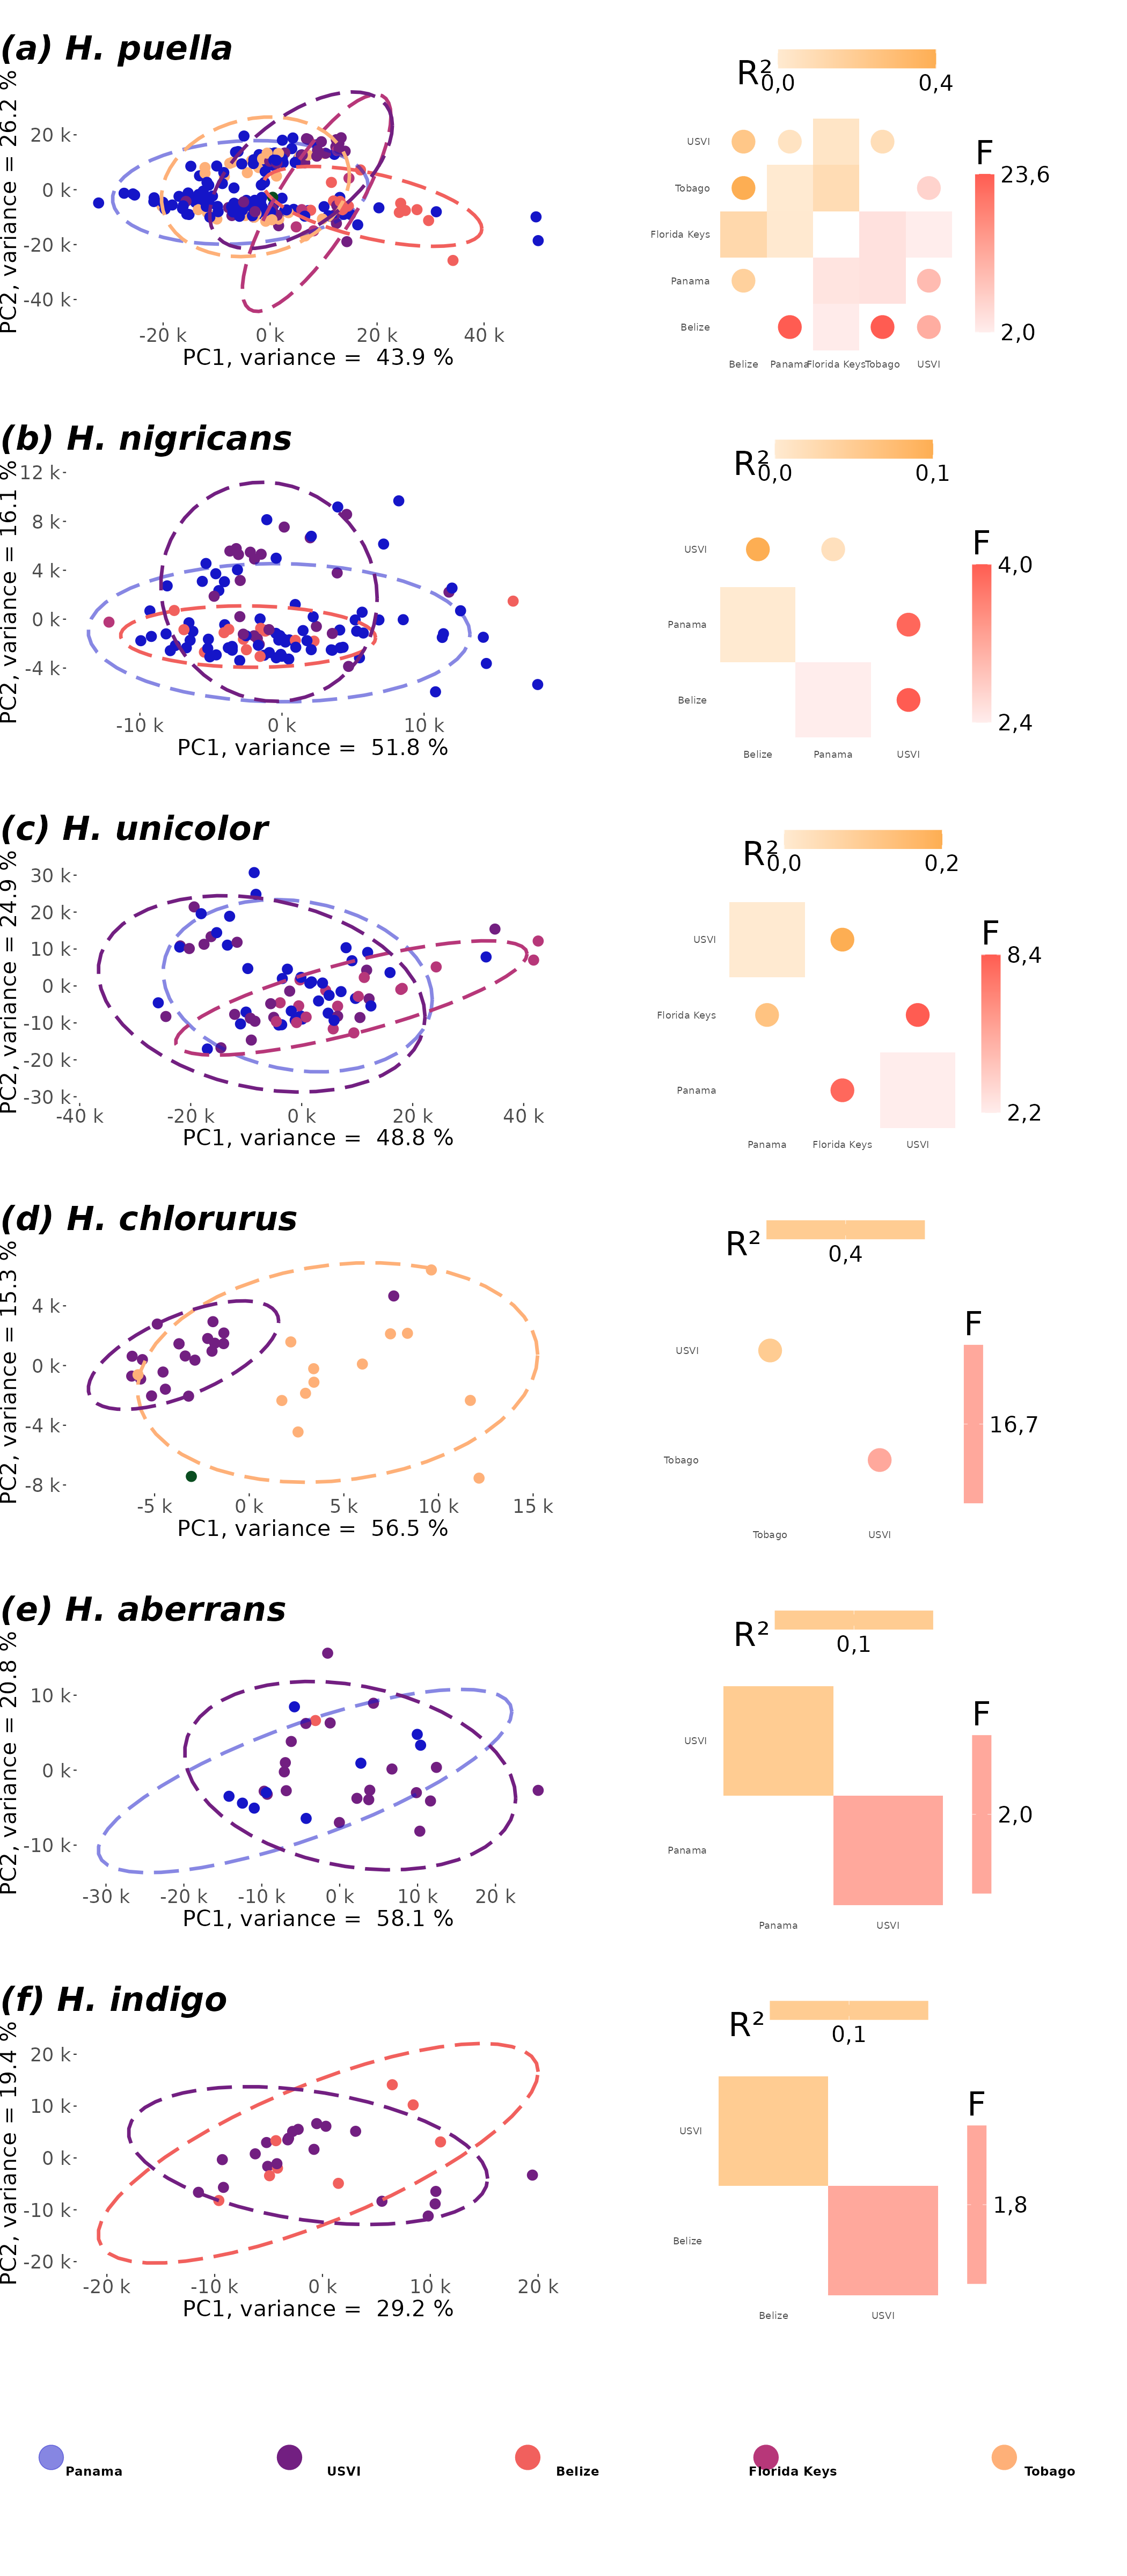 (a) H. puella
PC2, variance = 26.2 %
20 k
0 k
-20 k
-40 k
-20 k 0 k 20 k 40 k
PC1, variance = 43.9 %
R²
0,0 0,4
USVI
Tobago
Florida Keys
Panama
Belize
Belize Panama Florida Keys Tobago USVI
F
23,6
2,0
(b) H. nigricans
PC2, variance = 16.1 %
12 k
8 k
4 k
0 k
-4 k
-10 k 0 k 10 k
PC1, variance = 51.8 %
R²
0,0 0,1
USVI
Panama
Belize
Belize Panama USVI
F
4,0
2,4
(c) H. unicolor
PC2, variance = 24.9 %
30 k
20 k
10 k
0 k
-10 k
-20 k
-30 k
-40 k -20 k 0 k 20 k 40 k
PC1, variance = 48.8 %
R²
0,0 0,2
USVI
Florida Keys
Panama
Panama Florida Keys USVI
F
8,4
2,2
(d) H. chlorurus
PC2, variance = 15.3 %
4 k
0 k
-4 k
-8 k
-5 k 0 k 5 k 10 k 15 k
PC1, variance = 56.5 %
R²
0,4
USVI
Tobago
Tobago USVI
F
16,7
(e) H. aberrans
PC2, variance = 20.8 %
10 k
0 k
-10 k
-30 k -20 k -10 k 0 k 10 k 20 k
PC1, variance = 58.1 %
R²
0,1
USVI
Panama
Panama USVI
F
2,0
(f) H. indigo
PC2, variance = 19.4 %
20 k
10 k
0 k
-10 k
-20 k
-20 k -10 k 0 k 10 k 20 k
PC1, variance = 29.2 %
R²
0,1
USVI
Belize
Belize USVI
F
1,8
Panama USVI Belize Florida Keys Tobago